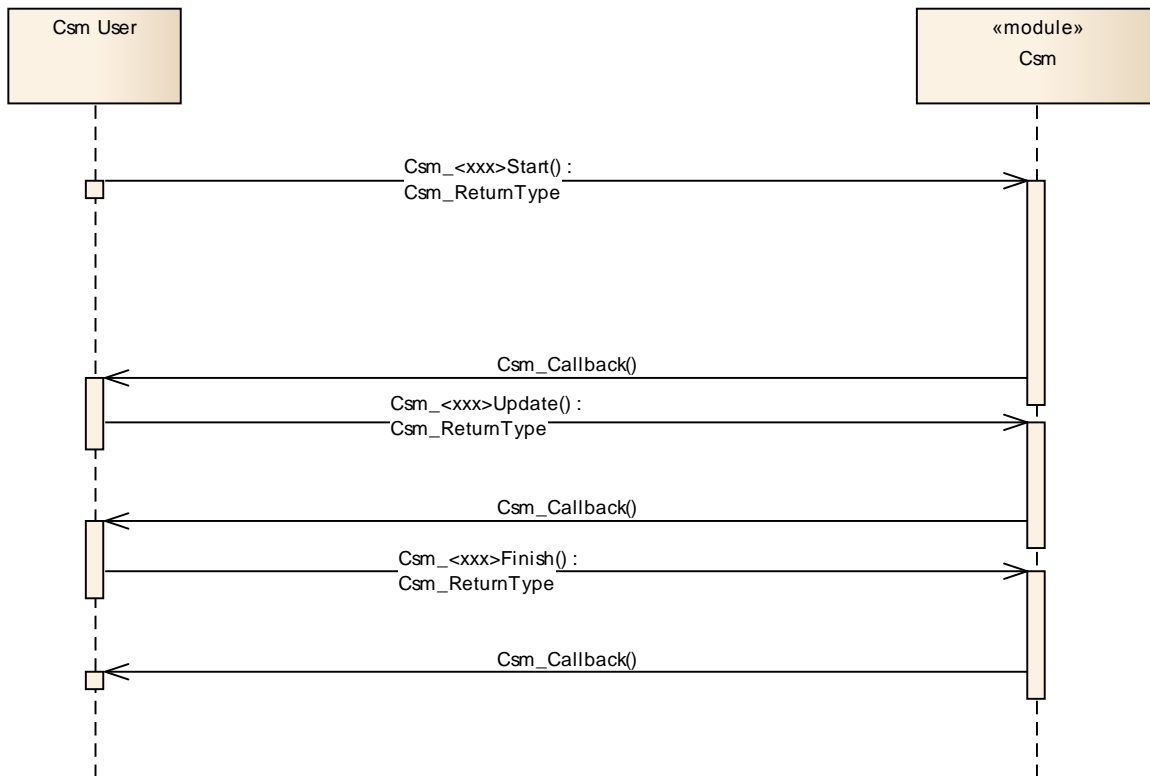 Csm User
«module»
Csm
Csm_<xxx>Start() :
Csm_ReturnType
Csm_Callback()
Csm_<xxx>Update() :
Csm_ReturnType
Csm_Callback()
Csm_<xxx>Finish() :
Csm_ReturnType
Csm_Callback()